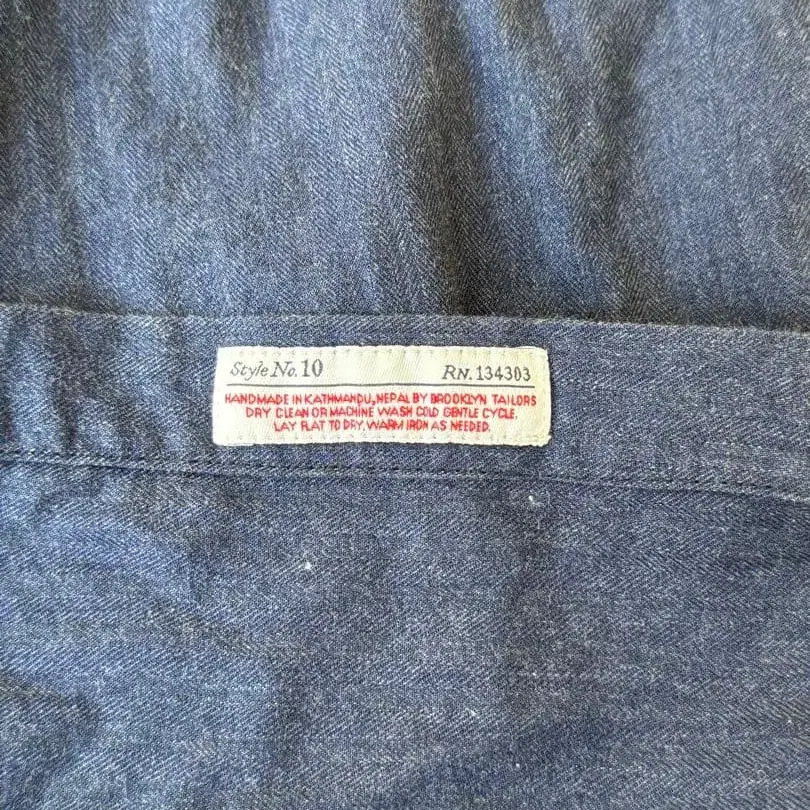 Style No. 10 RN. 134303
HANDMADE IN KATHMANDU, NEPAL BY BROOKLYN TAILORS
DRY CLEAN OR MACHINE WASH COLD GENTLE CYCLE.
LAY FLAT TO DRY. WARM IRON AS NEEDED.